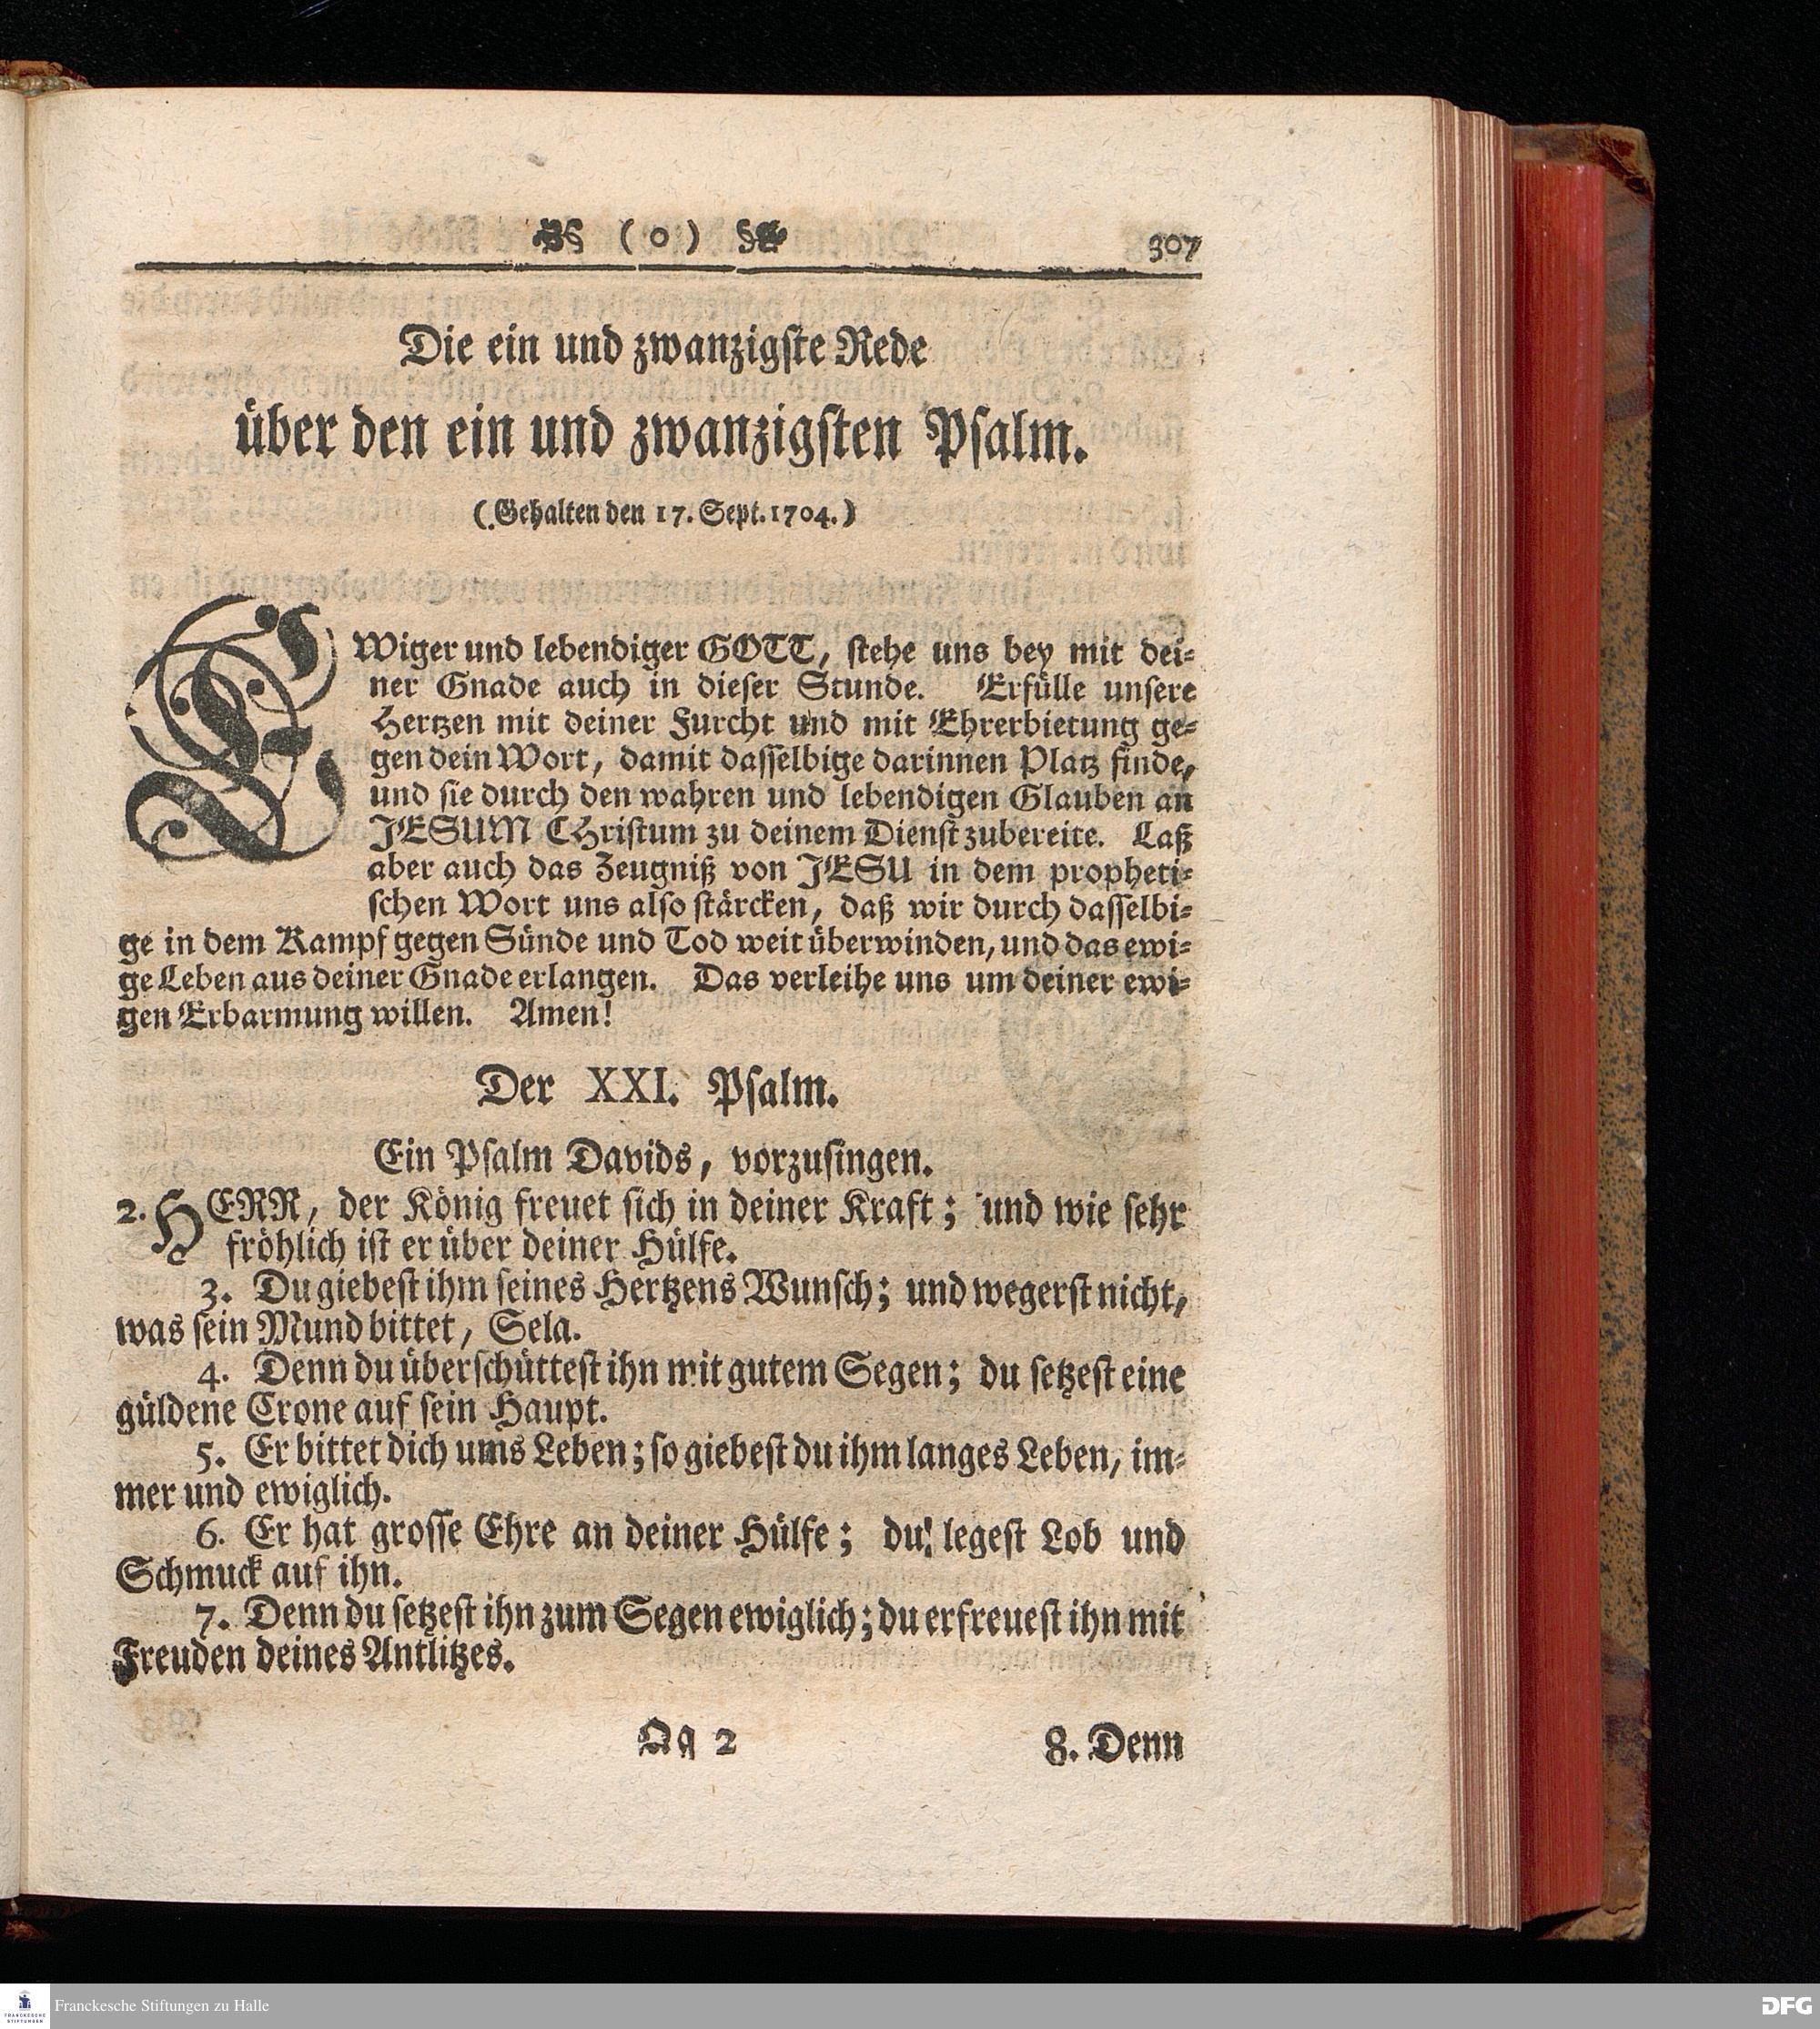 ( o ) 307
Die ein und zwanzigste Rede
über den ein und zwanzigsten Psalm.
(Gehalten den 17. Sept. 1704.)
EWiger und lebendiger GOTT, stehe uns bey mit dei-
ner Gnade auch in dieser Stunde. Erfülle unsere
Hertzen mit deiner Furcht und mit Ehrerbietung ge-
gen dein Wort, damit dasselbige darinnen Platz finde,
und sie durch den wahren und lebendigen Glauben an
JESUM CHristum zu deinem Dienst zubereite. Laß
aber auch das Zeugniß von JESU in dem propheti-
schen Wort uns also stärcken, daß wir durch dasselbi-
ge in dem Kampf gegen Sünde und Tod weit überwinden, und das ewi-
ge Leben aus deiner Gnade erlangen. Das verleihe uns um deiner ewi-
gen Erbarmung willen. Amen!
Der XXI. Psalm.
Ein Psalm Davids, vorzusingen.
2. HERR, der König freuet sich in deiner Kraft; und wie sehr
fröhlich ist er über deiner Hülfe.
3. Du giebest ihm seines Hertzens Wunsch; und wegerst nicht,
was sein Mund bittet, Sela.
4. Denn du überschüttest ihn mit gutem Segen; du setzest eine
güldene Crone auf sein Haupt.
5. Er bittet dich ums Leben; so giebest du ihm langes Leben, im-
mer und ewiglich.
6. Er hat grosse Ehre an deiner Hülfe; du legest Lob und
Schmuck auf ihn.
7. Denn du setzest ihn zum Segen ewiglich; du erfreuest ihn mit
Freuden deines Antlitzes.
Qq 2 8. Denn
FRANCKESCHE
STIFTUNGEN
Franckesche Stiftungen zu Halle
DFG